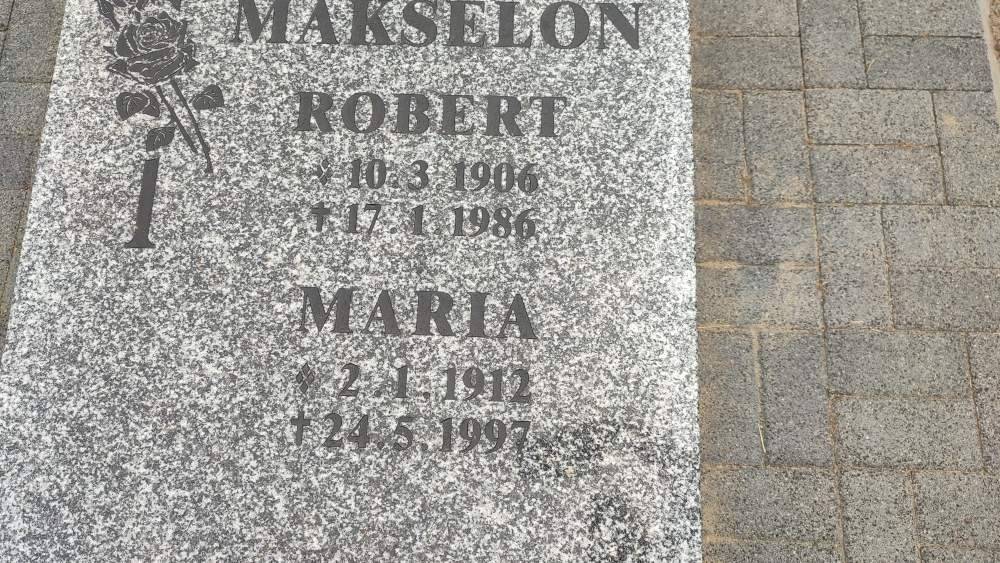 MAKSELON
ROBERT
10.3 1906
† 17.1.1986
MARIA
2.1.1912
† 24.5 1997